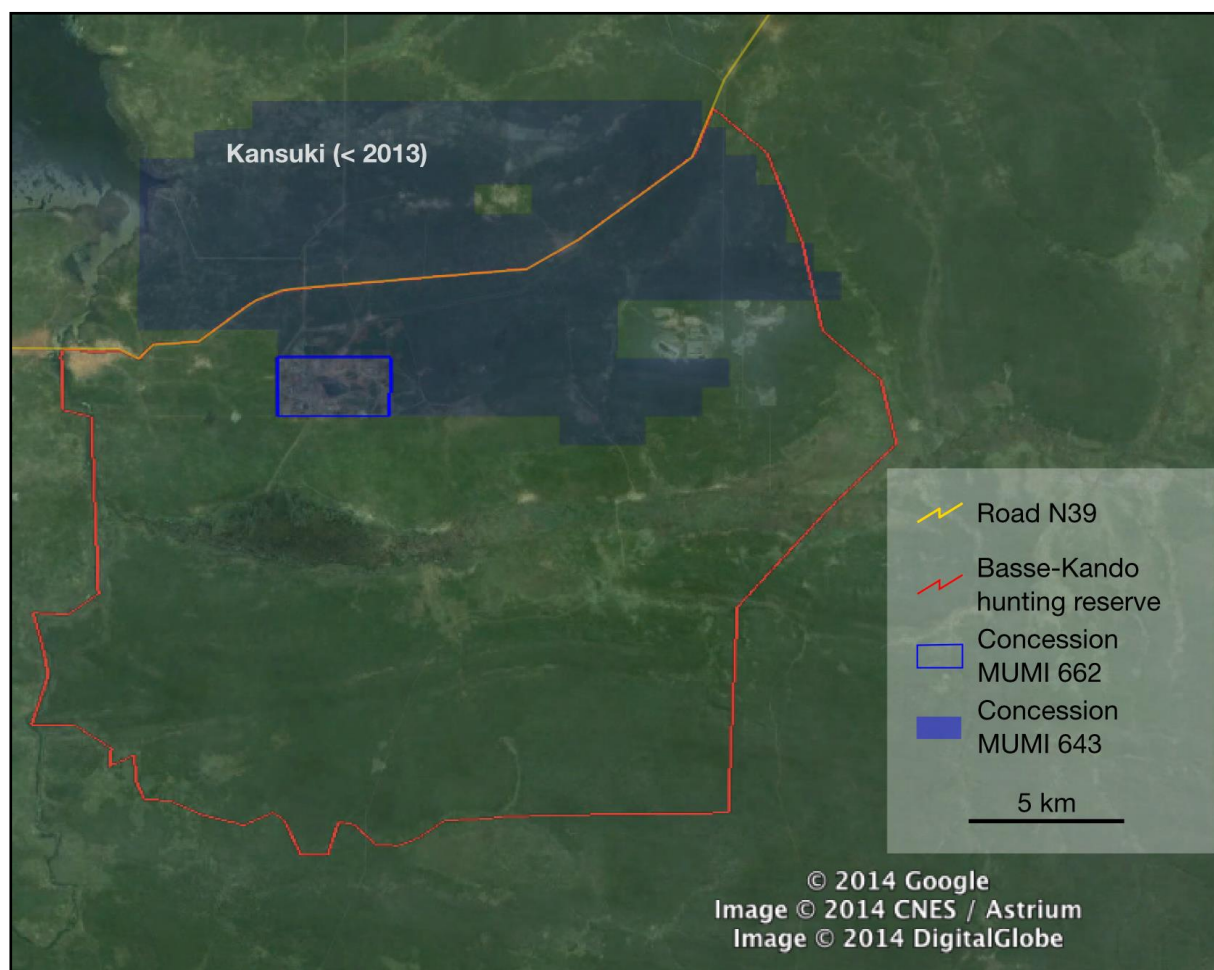 Kansuki (< 2013)
Road N39
Basse-Kando
hunting reserve
Concession
MUMI 662
Concession
MUMI 643
5 km
© 2014 Google
Image © 2014 CNES / Astrium
Image © 2014 DigitalGlobe